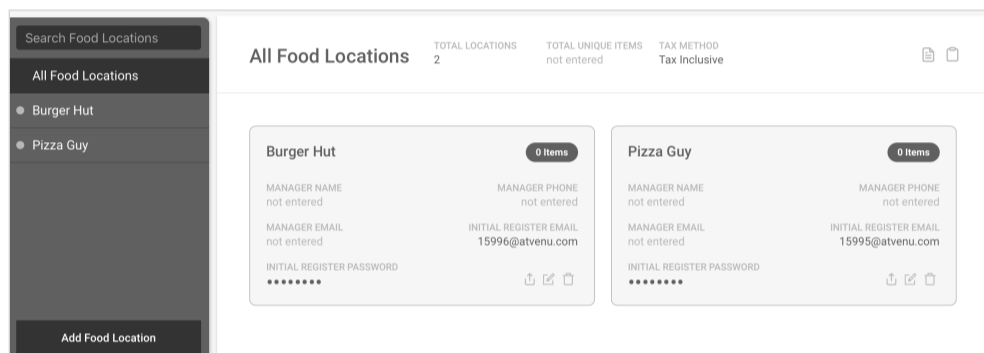 Search Food Locations
All Food Locations
Burger Hut
Pizza Guy
Add Food Location
All Food Locations
TOTAL LOCATIONS
2
TOTAL UNIQUE ITEMS
not entered
TAX METHOD
Tax Inclusive
Burger Hut
0 Items
MANAGER NAME
not entered
MANAGER PHONE
not entered
MANAGER EMAIL
not entered
INITIAL REGISTER EMAIL
15996@atvenu.com
INITIAL REGISTER PASSWORD
••••••••
Pizza Guy
0 Items
MANAGER NAME
not entered
MANAGER PHONE
not entered
MANAGER EMAIL
not entered
INITIAL REGISTER EMAIL
15995@atvenu.com
INITIAL REGISTER PASSWORD
••••••••